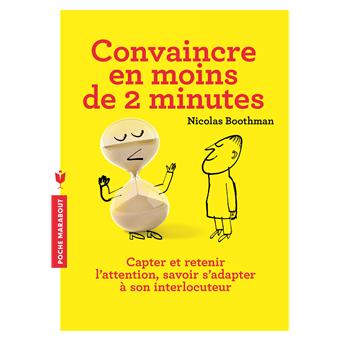 Convaincre
en moins
de 2 minutes
Nicolas Boothman
POCHE MARABOUT
Capter et retenir
l'attention, savoir s'adapter
à son interlocuteur